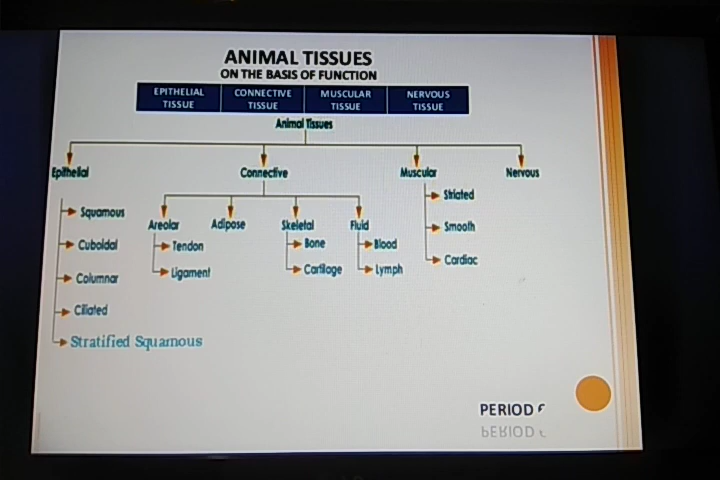 ANIMAL TISSUES
ON THE BASIS OF FUNCTION
EPITHELIAL TISSUE
CONNECTIVE TISSUE
MUSCULAR TISSUE
NERVOUS TISSUE
Animal Tissues
Epithelial
Connective
Muscular
Nervous
Squamous
Cuboidal
Columnar
Ciliated
Stratified Squamous
Areolar
Tendon
Ligament
Adipose
Skeletal
Bone
Cartilage
Fluid
Blood
Lymph
Striated
Smooth
Cardiac
PERIOD